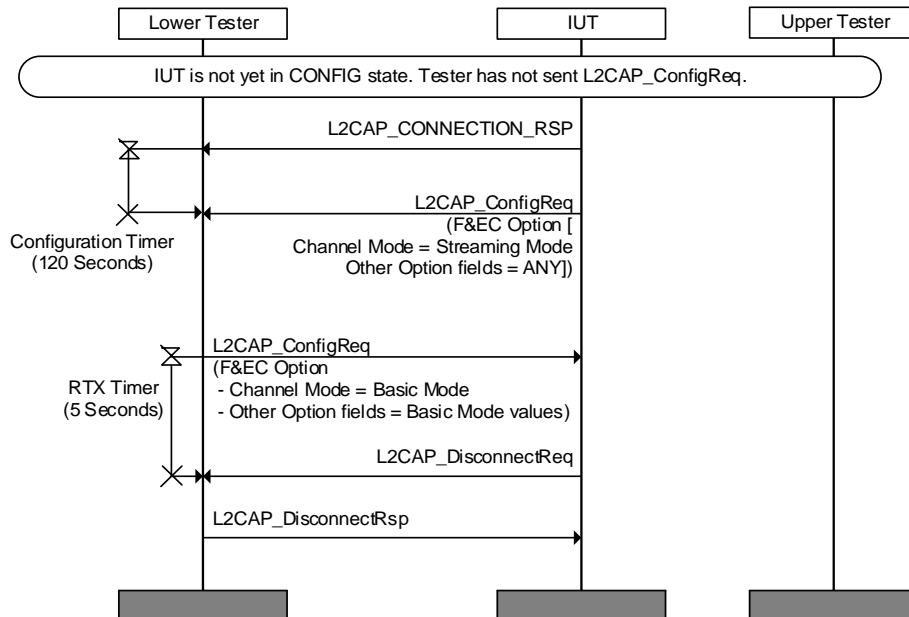 Lower Tester
IUT
Upper Tester
IUT is not yet in CONFIG state. Tester has not sent L2CAP_ConfigReq.
L2CAP_CONNECTION_RSP
L2CAP_ConfigReq
(F&EC Option [
Channel Mode = Streaming Mode
Other Option fields = ANY])
Configuration Timer
(120 Seconds)
L2CAP_ConfigReq
(F&EC Option
- Channel Mode = Basic Mode
- Other Option fields = Basic Mode values)
RTX Timer
(5 Seconds)
L2CAP_DisconnectReq
L2CAP_DisconnectRsp